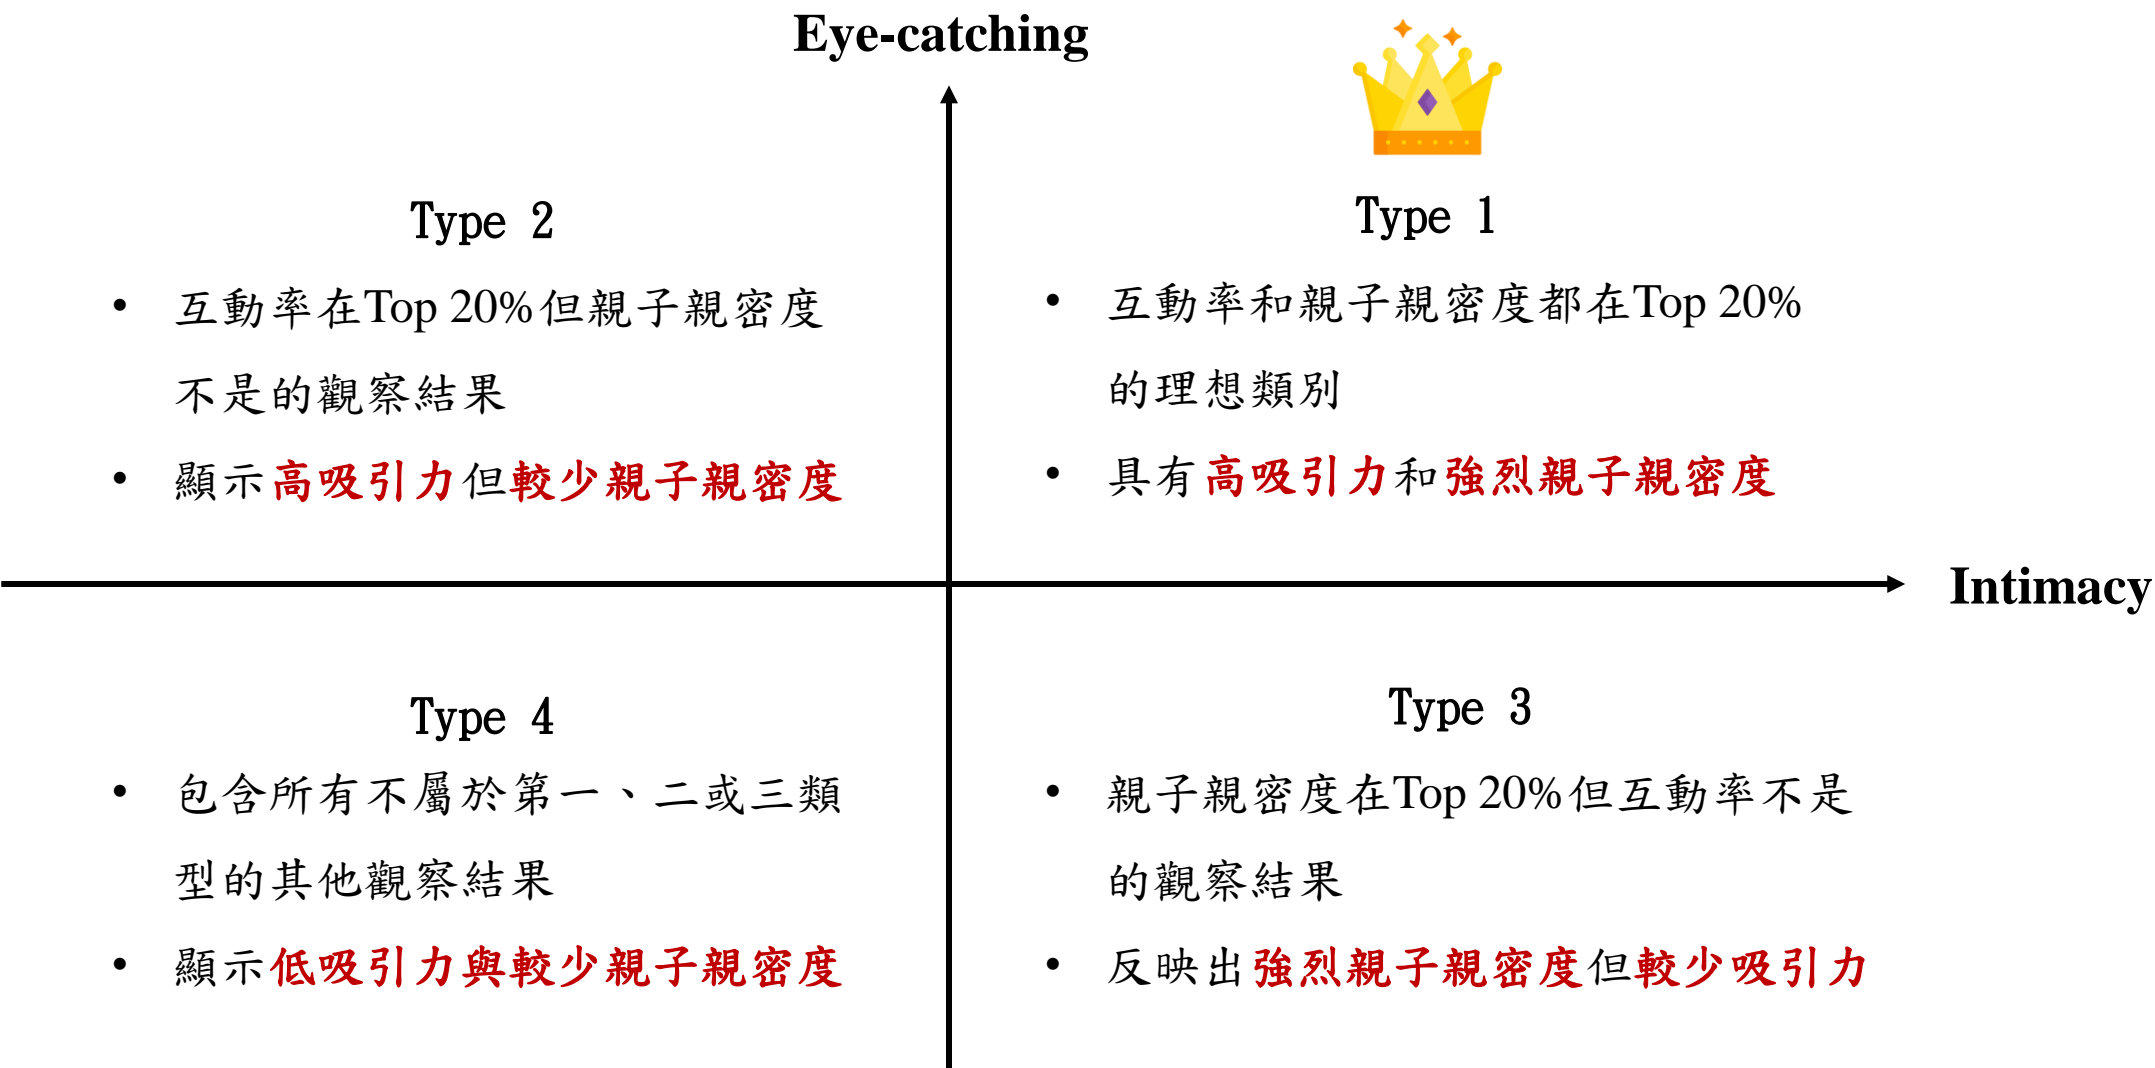 Eye-catching
Type 2
• 互動率在Top 20%但親子親密度
不是的觀察結果
• 顯示高吸引力但較少親子親密度
Type 1
• 互動率和親子親密度都在Top 20%
的理想類別
• 具有高吸引力和強烈親子親密度
Intimacy
Type 4
• 包含所有不屬於第一、二或三類
型的其他觀察結果
• 顯示低吸引力與較少親子親密度
Type 3
• 親子親密度在Top 20%但互動率不是
的觀察結果
• 反映出強烈親子親密度但較少吸引力